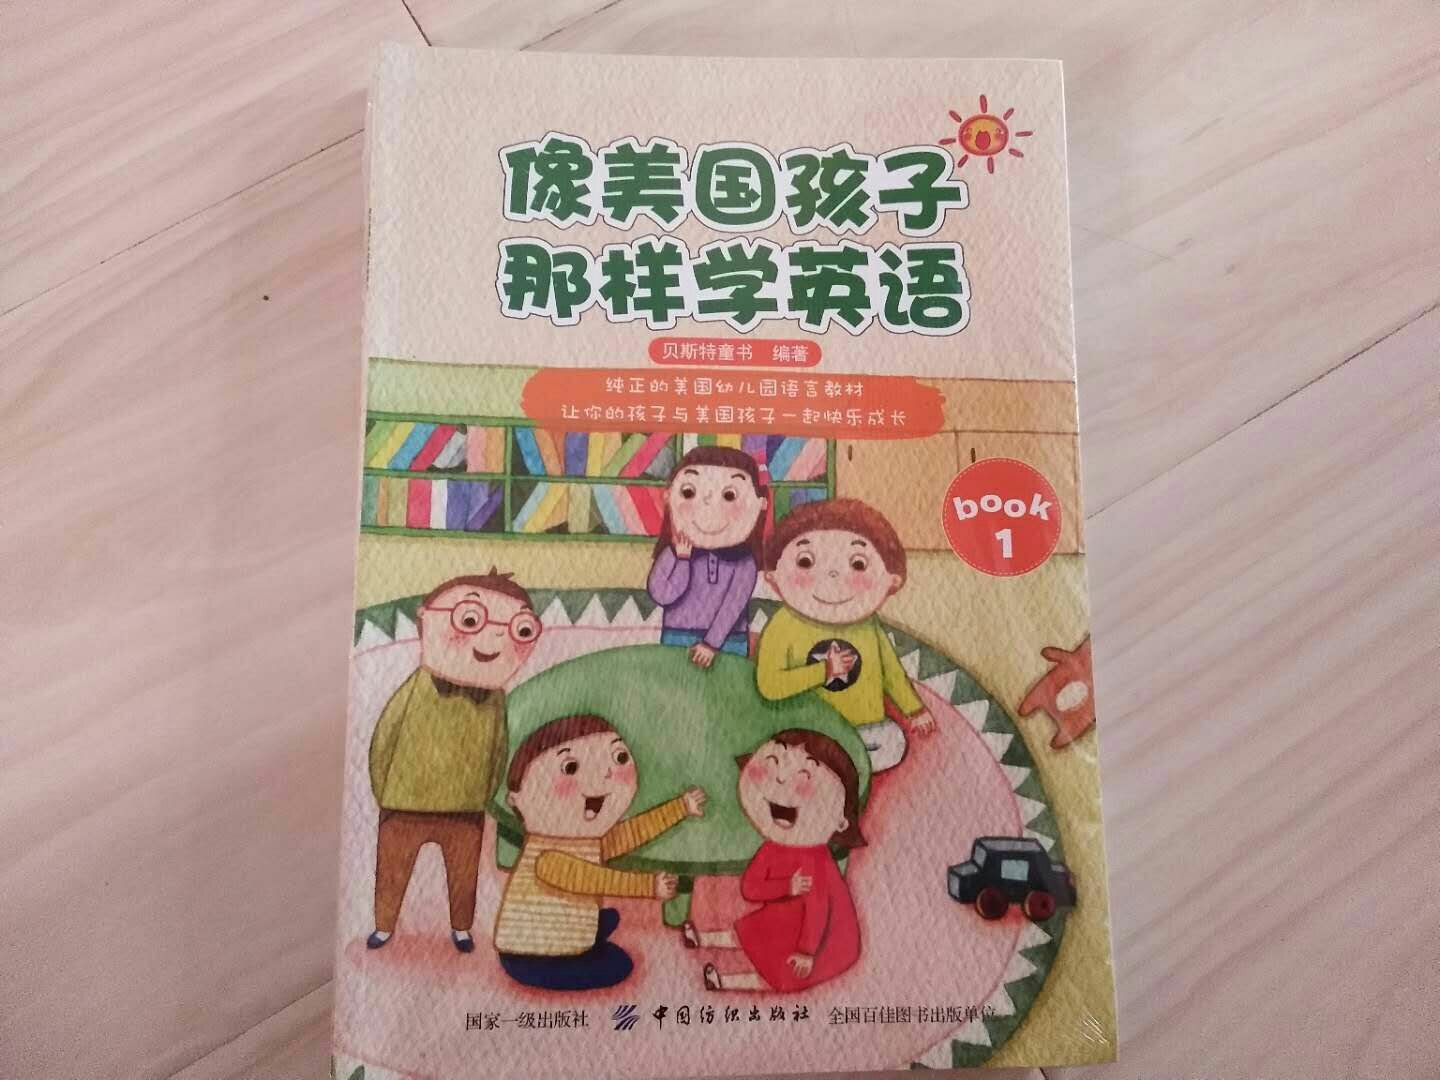 像美国孩子
那样学英语
贝斯特童书 编著
纯正的美国幼儿园语言教材
让你的孩子与美国孩子一起快乐成长
book
1
国家一级出版社 中国纺织出版社 全国百佳图书出版单位